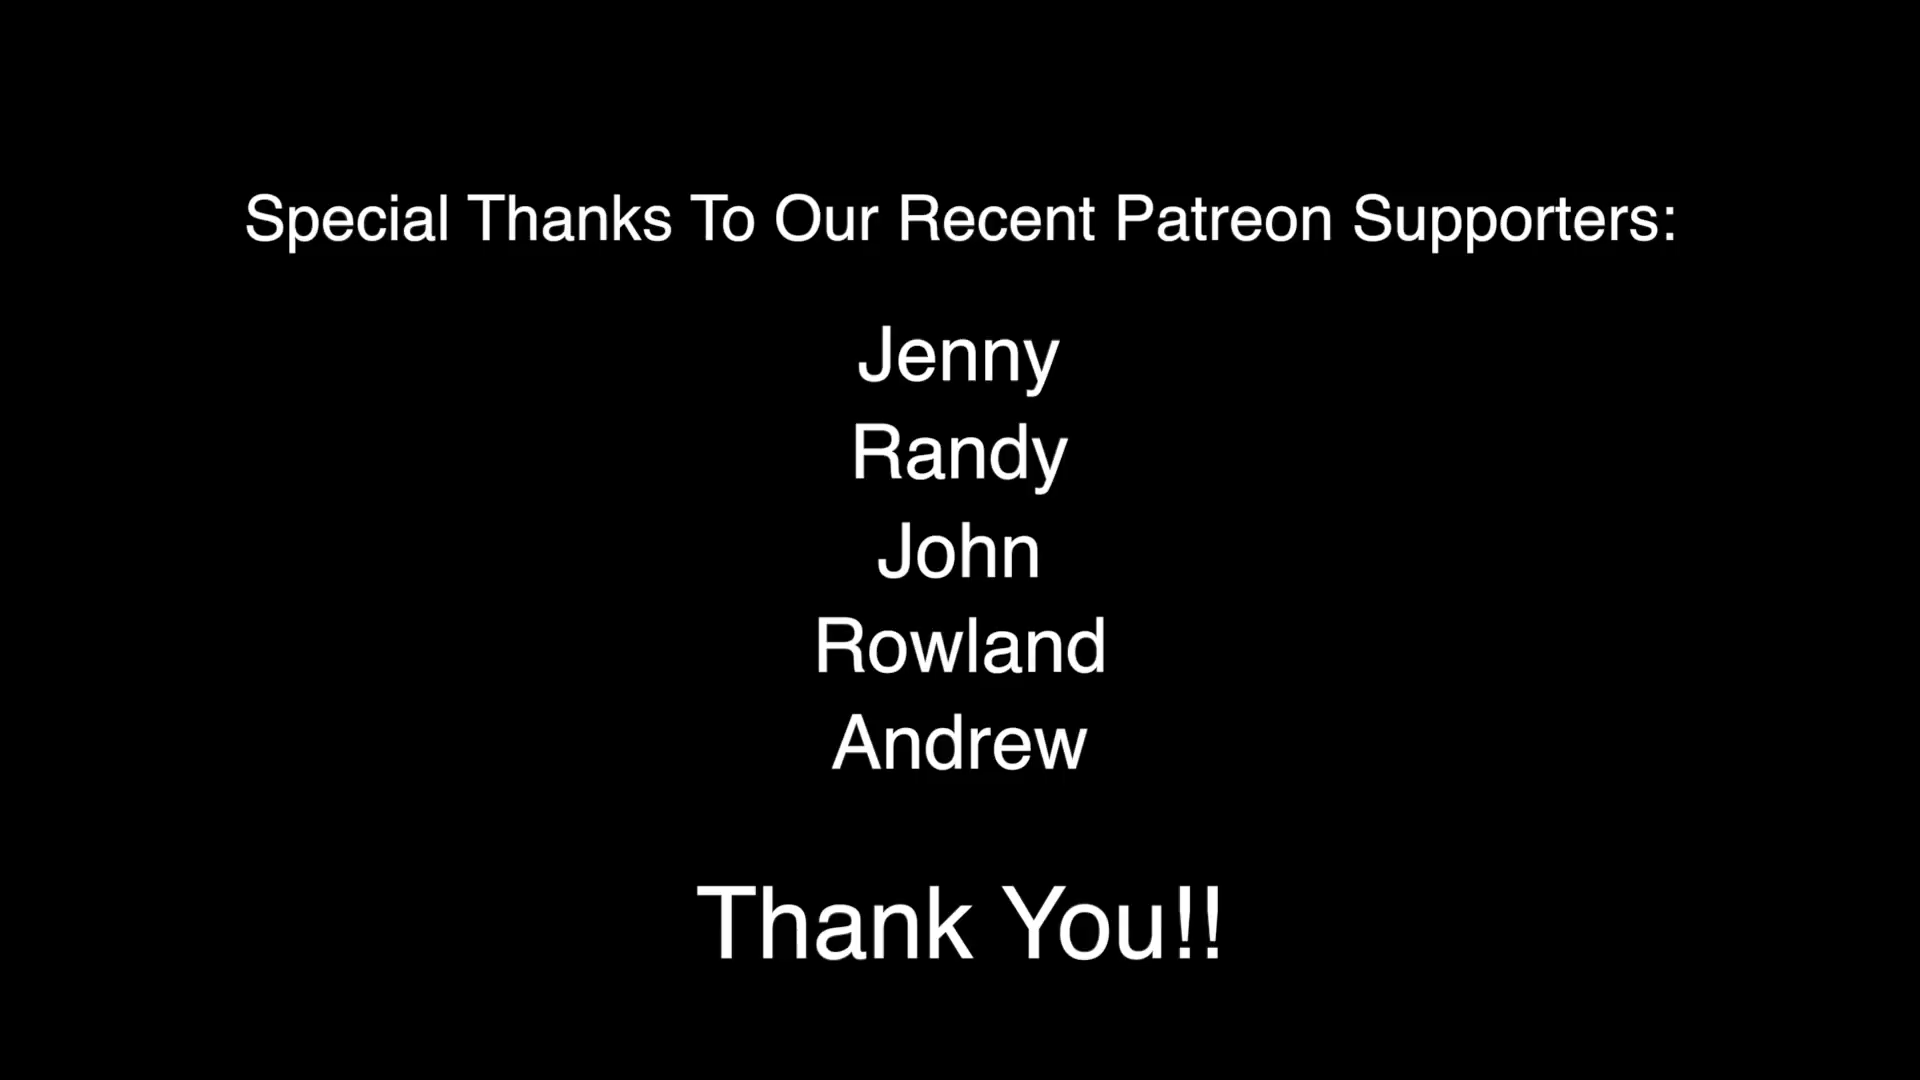 Special Thanks To Our Recent Patreon Supporters:
Jenny
Randy
John
Rowland
Andrew
Thank You!!